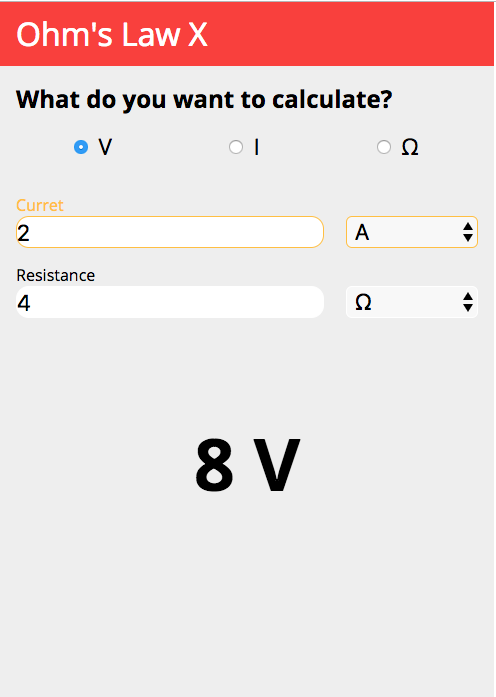 Ohm's Law X
What do you want to calculate?
V I Ω
Curret
2 A
Resistance
4 Ω
8 V